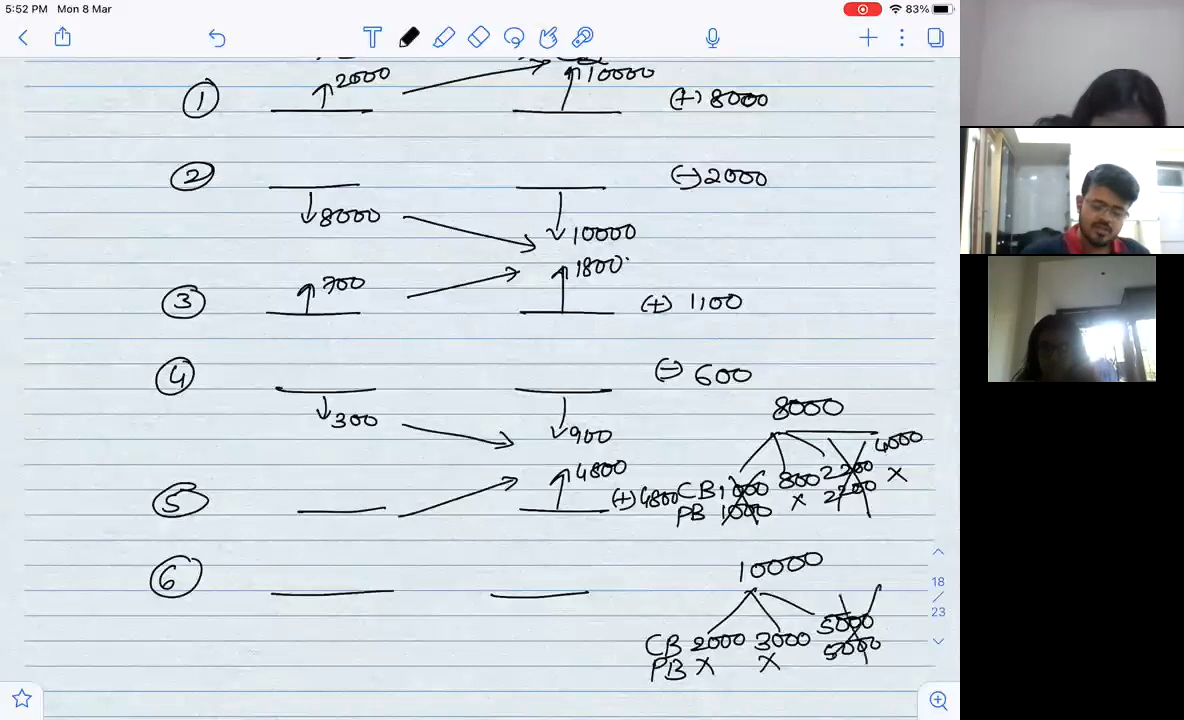 5:52 PM Mon 8 Mar
83%
T
① ↑2000 ↑10000 (+) 8000
② (-) 2000
↓8000 ↓10000
③ ↑700 ↑1800 (+) 1100
④ (-) 600
↓300 ↓900
8000
4000
⑤ ↑4800 (+) 4800
CB 1000 800 2200 X
PB 1000 X 2200
⑥
10000
CB 2000 3000 5000
PB X X 5000
18
/
23